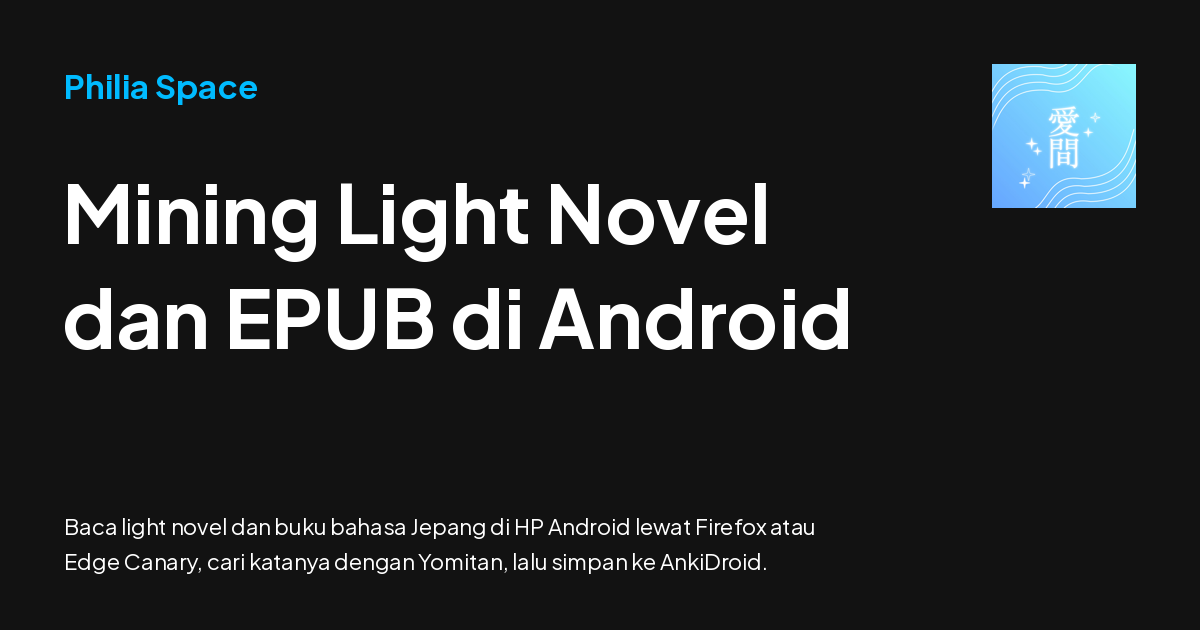 Philia Space
愛
間
Mining Light Novel
dan EPUB di Android
Baca light novel dan buku bahasa Jepang di HP Android lewat Firefox atau
Edge Canary, cari katanya dengan Yomitan, lalu simpan ke AnkiDroid.